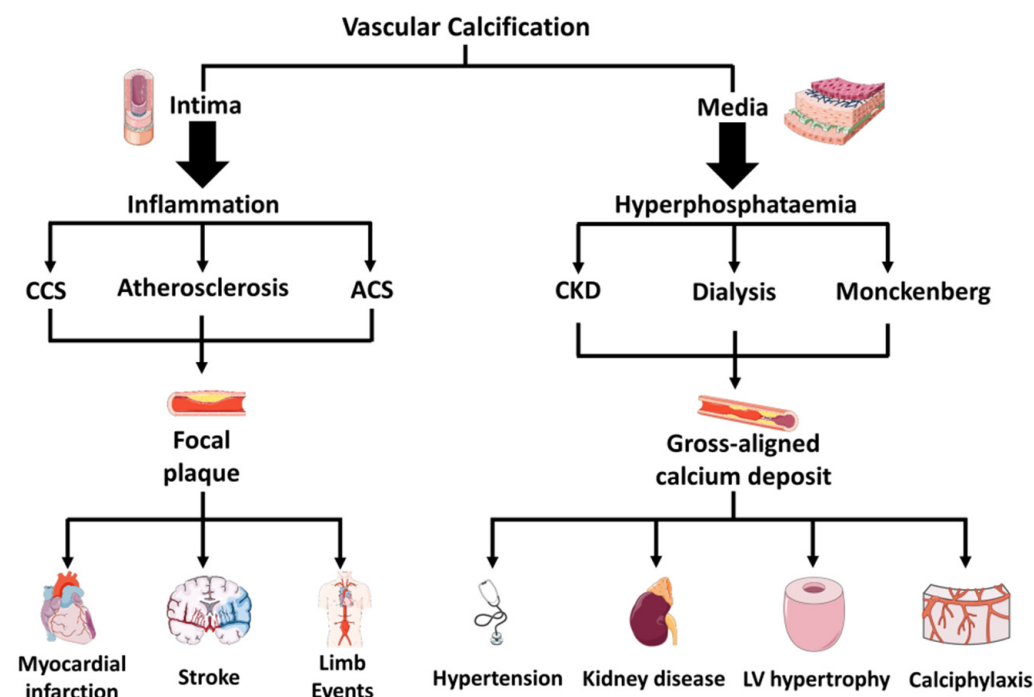 Vascular Calcification
Intima
Media
Inflammation
Hyperphosphataemia
CCS
Atherosclerosis
ACS
CKD
Dialysis
Monckenberg
Focal
plaque
Gross-aligned
calcium deposit
Myocardial
infarction
Stroke
Limb
Events
Hypertension
Kidney disease
LV hypertrophy
Calciphylaxis